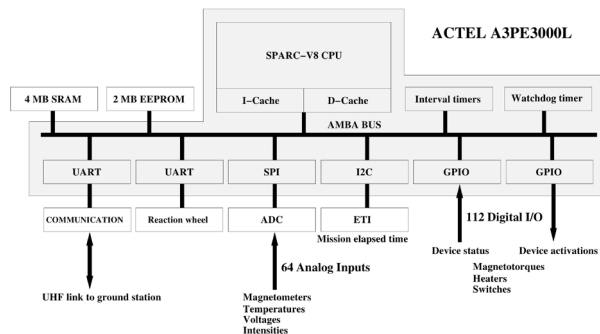 ACTEL A3PE3000L
SPARC–V8 CPU
4 MB SRAM
2 MB EEPROM
I–Cache
D–Cache
Interval timers
Watchdog timer
AMBA BUS
UART
UART
SPI
I2C
GPIO
GPIO
COMMUNICATION
Reaction wheel
ADC
ETI
112 Digital I/O
Mission elapsed time
Device status
Device activations
64 Analog Inputs
Magnetotorques
Heaters
Switches
UHF link to ground station
Magnetometers
Temperatures
Voltages
Intensities